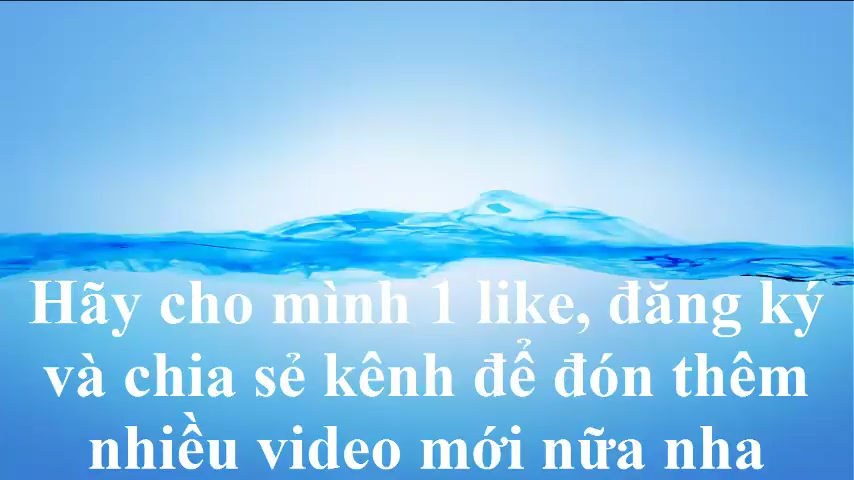 Hãy cho mình 1 like, đăng ký
và chia sẻ kênh để đón thêm
nhiều video mới nữa nha